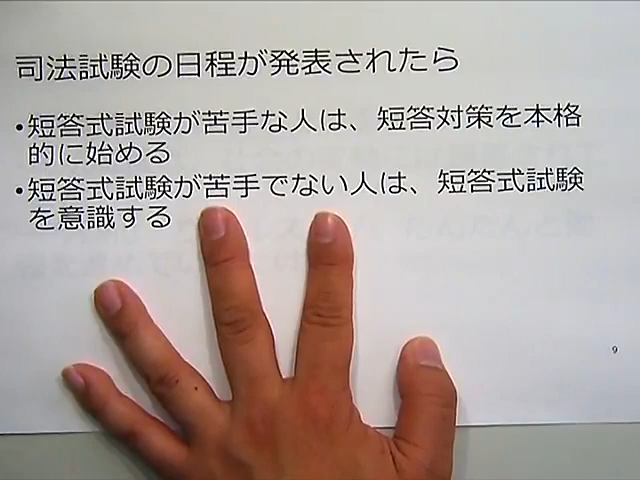 司法試験の日程が発表されたら
・短答式試験が苦手な人は、短答対策を本格
的に始める
・短答式試験が苦手でない人は、短答式試験
を意識する
9